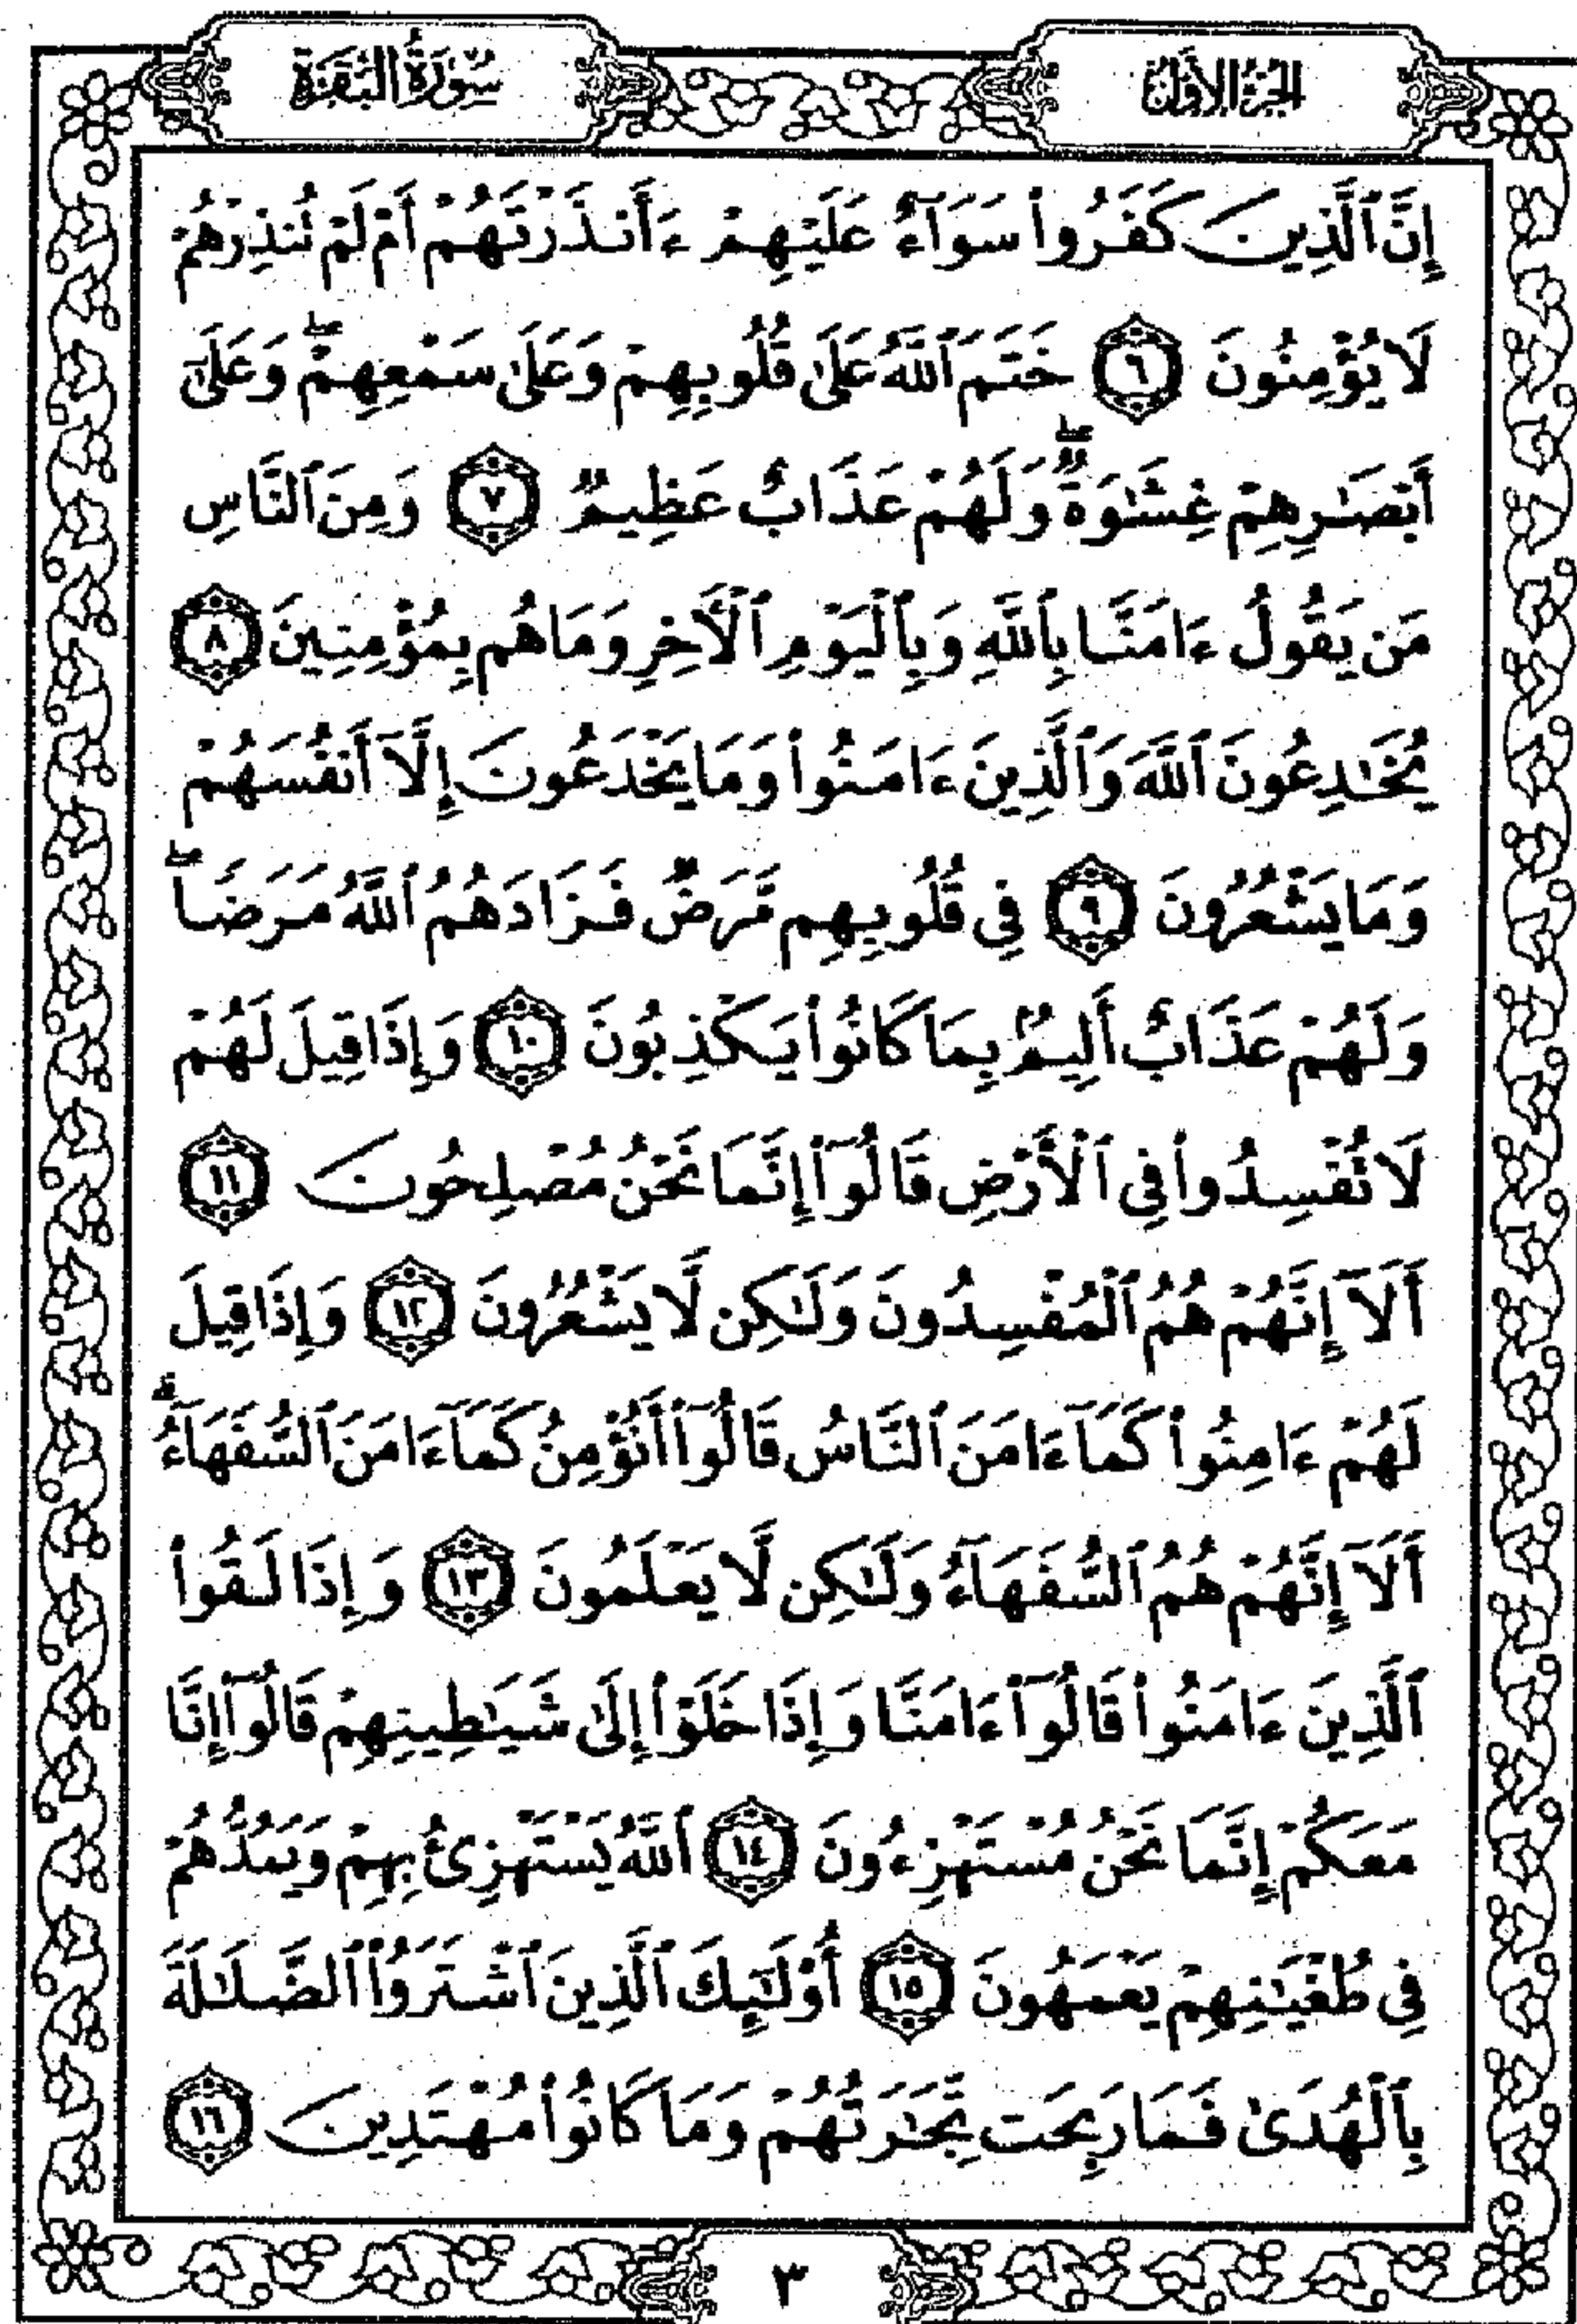 الجُزْءُ الأَوَّلُ
سُورَةُ البَقَرَةِ
إِنَّ ٱلَّذِينَ كَفَرُوا۟ سَوَآءٌ عَلَيْهِمْ ءَأَنذَرْتَهُمْ أَمْ لَمْ تُنذِرْهُمْ
لَا يُؤْمِنُونَ ٦ خَتَمَ ٱللَّهُ عَلَىٰ قُلُوبِهِمْ وَعَلَىٰ سَمْعِهِمْ ۖ وَعَلَىٰٓ
أَبْصَـٰرِهِمْ غِشَـٰوَةٌ ۖ وَلَهُمْ عَذَابٌ عَظِيمٌ ٧ وَمِنَ ٱلنَّاسِ
مَن يَقُولُ ءَامَنَّا بِٱللَّهِ وَبِٱلْيَوْمِ ٱلْـَٔاخِرِ وَمَا هُم بِمُؤْمِنِينَ ٨
يُخَـٰدِعُونَ ٱللَّهَ وَٱلَّذِينَ ءَامَنُوا۟ وَمَا يَخْدَعُونَ إِلَّآ أَنفُسَهُمْ
وَمَا يَشْعُرُونَ ٩ فِى قُلُوبِهِم مَّرَضٌ فَزَادَهُمُ ٱللَّهُ مَرَضًا ۖ
وَلَهُمْ عَذَابٌ أَلِيمٌۢ بِمَا كَانُوا۟ يَكْذِبُونَ ١٠ وَإِذَا قِيلَ لَهُمْ
لَا تُفْسِدُوا۟ فِى ٱلْأَرْضِ قَالُوٓا۟ إِنَّمَا نَحْنُ مُصْلِحُونَ ١١
أَلَآ إِنَّهُمْ هُمُ ٱلْمُفْسِدُونَ وَلَـٰكِن لَّا يَشْعُرُونَ ١٢ وَإِذَا قِيلَ
لَهُمْ ءَامِنُوا۟ كَمَآ ءَامَنَ ٱلنَّاسُ قَالُوٓا۟ أَنُؤْمِنُ كَمَآ ءَامَنَ ٱلسُّفَهَآءُ ۗ
أَلَآ إِنَّهُمْ هُمُ ٱلسُّفَهَآءُ وَلَـٰكِن لَّا يَعْلَمُونَ ١٣ وَإِذَا لَقُوا۟
ٱلَّذِينَ ءَامَنُوا۟ قَالُوٓا۟ ءَامَنَّا وَإِذَا خَلَوْا۟ إِلَىٰ شَيَـٰطِينِهِمْ قَالُوٓا۟ إِنَّا
مَعَكُمْ إِنَّمَا نَحْنُ مُسْتَهْزِءُونَ ١٤ ٱللَّهُ يَسْتَهْزِئُ بِهِمْ وَيَمُدُّهُمْ
فِى طُغْيَـٰنِهِمْ يَعْمَهُونَ ١٥ أُو۟لَـٰٓئِكَ ٱلَّذِينَ ٱشْتَرَوُا۟ ٱلضَّلَـٰلَةَ
بِٱلْهُدَىٰ فَمَا رَبِحَت تِّجَـٰرَتُهُمْ وَمَا كَانُوا۟ مُهْتَدِينَ ١٦
٣